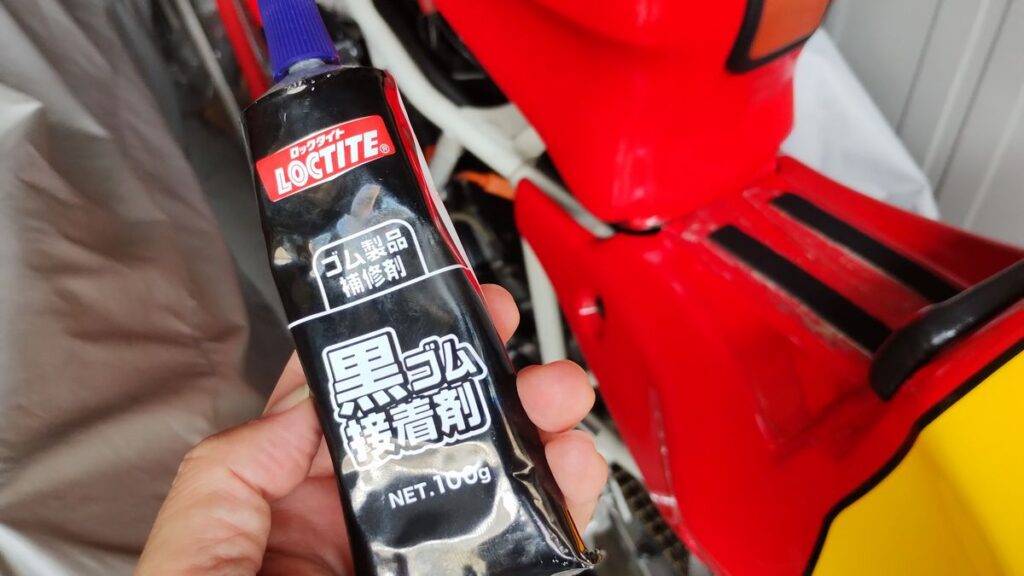 ロックタイト
LOCTITE®
ゴム製品
補修剤
黒ゴム
接着剤
NET.100g